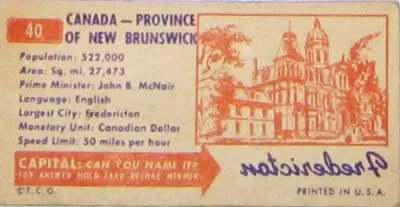 40
CANADA — PROVINCE
OF NEW BRUNSWICK
Population: 522,000
Area: Sq. mi, 27,473
Prime Minister: John B. McNair
Language: English
Largest City: Fredericton
Monetary Unit: Canadian Dollar
Speed Limit: 50 miles per hour
CAPITAL: CAN YOU NAME IT?
FOR ANSWER HOLD CARD BEFORE MIRROR
Fredericton
©T.C.G.
PRINTED IN U.S.A.